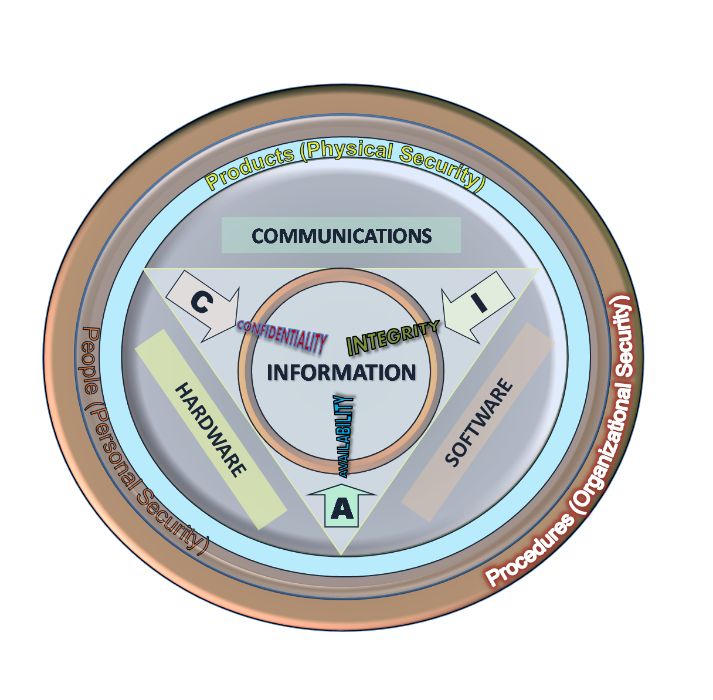 Products (Physical Security)
COMMUNICATIONS
C
I
CONFIDENTIALITY
INTEGRITY
INFORMATION
AVAILABILITY
A
HARDWARE
SOFTWARE
People (Personal Security)
Procedures (Organizational Security)